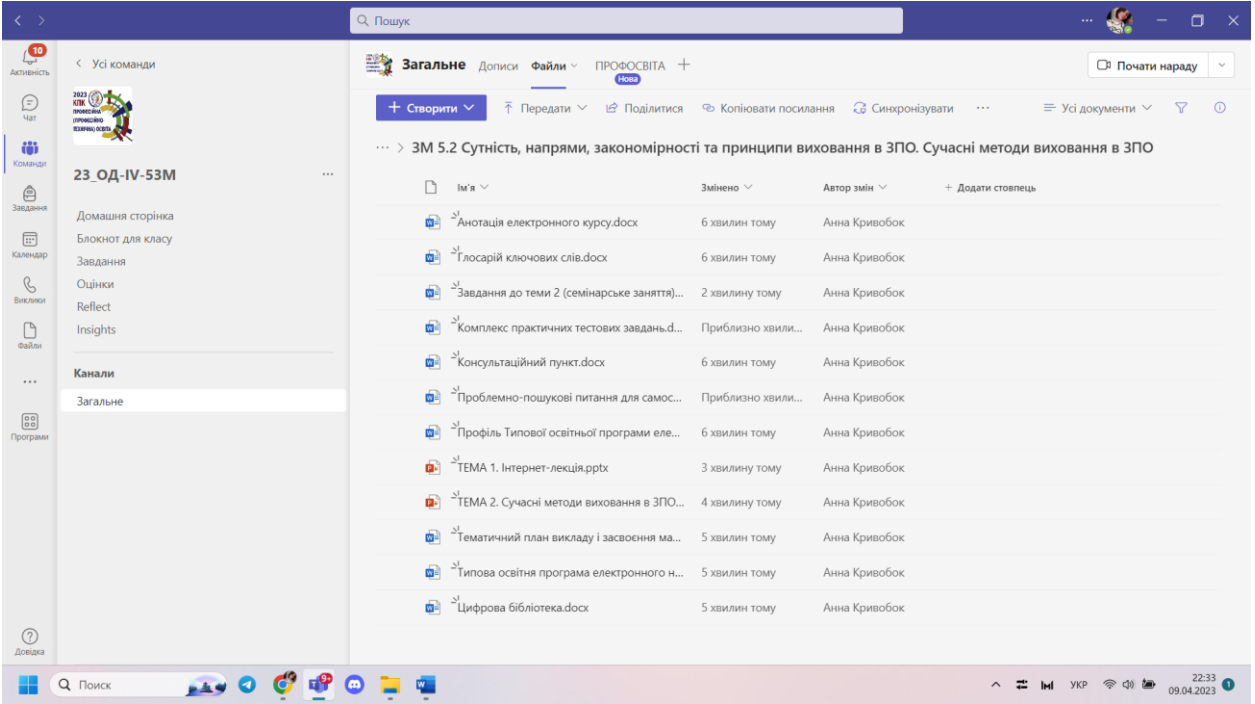 Пошук
10
Активність
Чат
Команди
Завдання
Календар
Виклики
Файли
Програми
Довідка
Усі команди
2023
КПК
ПРОФЕСІЙНА
(ПРОФЕСІЙНО
ТЕХНІЧНА) ОСВІТА
23_ОД-IV-53М
Домашня сторінка
Блокнот для класу
Завдання
Оцінки
Reflect
Insights
Канали
Загальне
Загальне Дописи Файли ПРОФОСВІТА
Нова
Почати нараду
Створити Передати Поділитися Копіювати посилання Синхронізувати Усі документи
ЗМ 5.2 Сутність, напрями, закономірності та принципи виховання в ЗПО. Сучасні методи виховання в ЗПО
Ім'я Змінено Автор змін + Додати стовпець
Анотація електронного курсу.docx 6 хвилин тому Анна Кривобок
Глосарій ключових слів.docx 6 хвилин тому Анна Кривобок
Завдання до теми 2 (семінарське заняття)... 2 хвилину тому Анна Кривобок
Комплекс практичних тестових завдань.d... Приблизно хвили... Анна Кривобок
Консультаційний пункт.docx 6 хвилин тому Анна Кривобок
Проблемно-пошукові питання для самос... Приблизно хвили... Анна Кривобок
Профіль Типової освітньої програми еле... 6 хвилин тому Анна Кривобок
ТЕМА 1. Інтернет-лекція.pptx 3 хвилину тому Анна Кривобок
ТЕМА 2. Сучасні методи виховання в ЗПО... 4 хвилину тому Анна Кривобок
Тематичний план викладу і засвоєння ма... 5 хвилин тому Анна Кривобок
Типова освітня програма електронного н... 5 хвилин тому Анна Кривобок
Цифрова бібліотека.docx 5 хвилин тому Анна Кривобок
Поиск
9+
УКР
22:33
09.04.2023
1